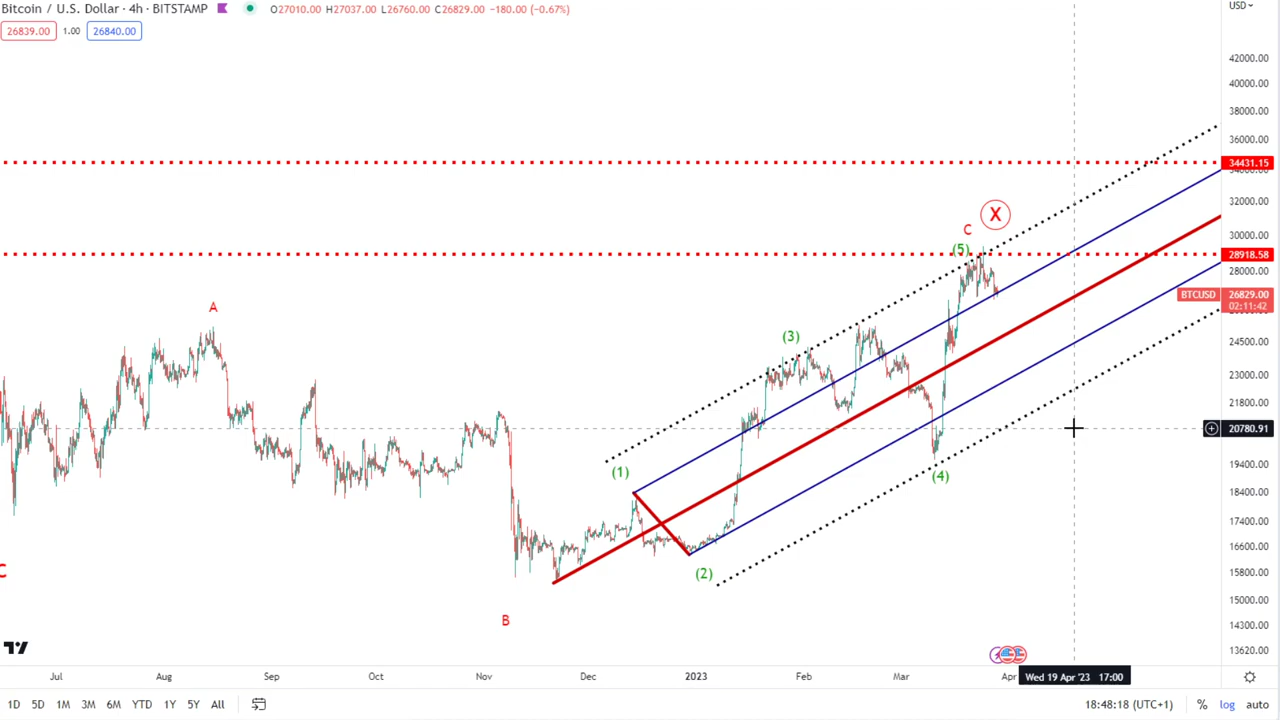 Bitcoin / U.S. Dollar · 4h · BITSTAMP O27010.00 H27037.00 L26760.00 C26829.00 −180.00 (−0.67%) USD
26839.00 1.00 26840.00
42000.00
40000.00
38000.00
36000.00
34431.15
34000.00
32000.00
X
C
30000.00
(5)
28918.58
28000.00
BTCUSD 26829.00
02:11:42
A
(3)
24500.00
23000.00
21800.00
20780.91
(1)
(4)
19400.00
18400.00
17400.00
16600.00
C
(2)
15800.00
15000.00
B
14300.00
13620.00
Jul Aug Sep Oct Nov Dec 2023 Feb Mar Apr Wed 19 Apr '23 17:00
1D 5D 1M 3M 6M YTD 1Y 5Y All 18:48:18 (UTC+1) % log auto